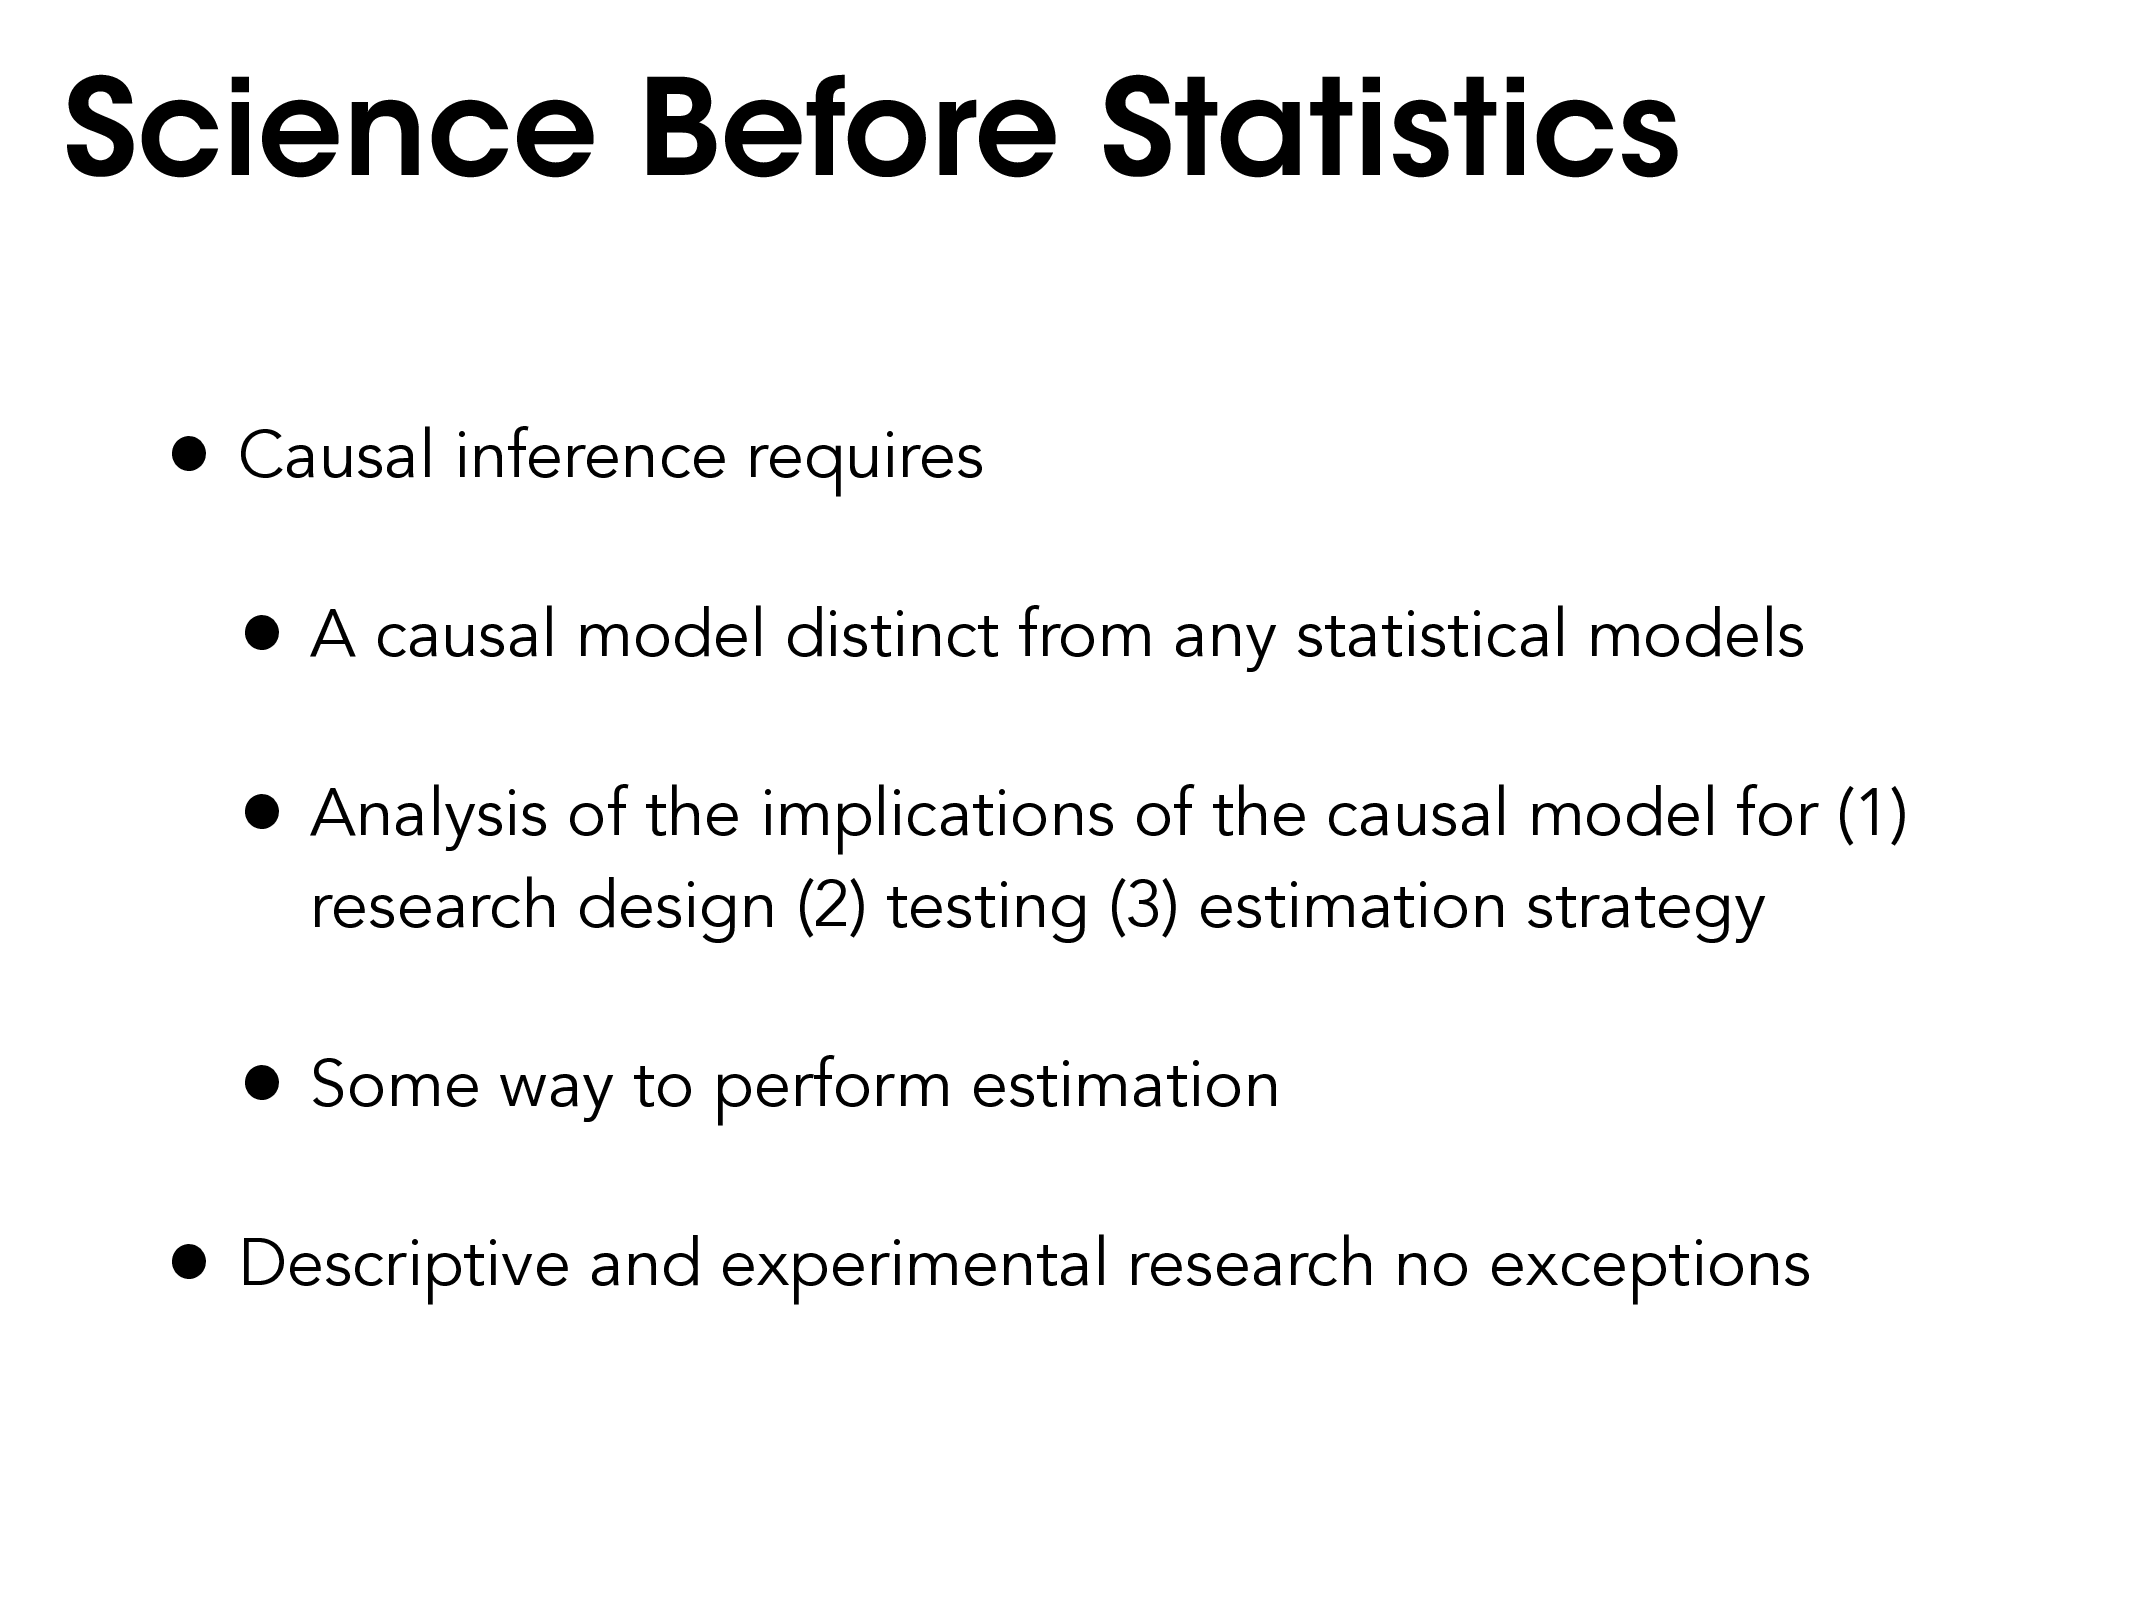 Science Before Statistics
• Causal inference requires
• A causal model distinct from any statistical models
• Analysis of the implications of the causal model for (1)
research design (2) testing (3) estimation strategy
• Some way to perform estimation
• Descriptive and experimental research no exceptions